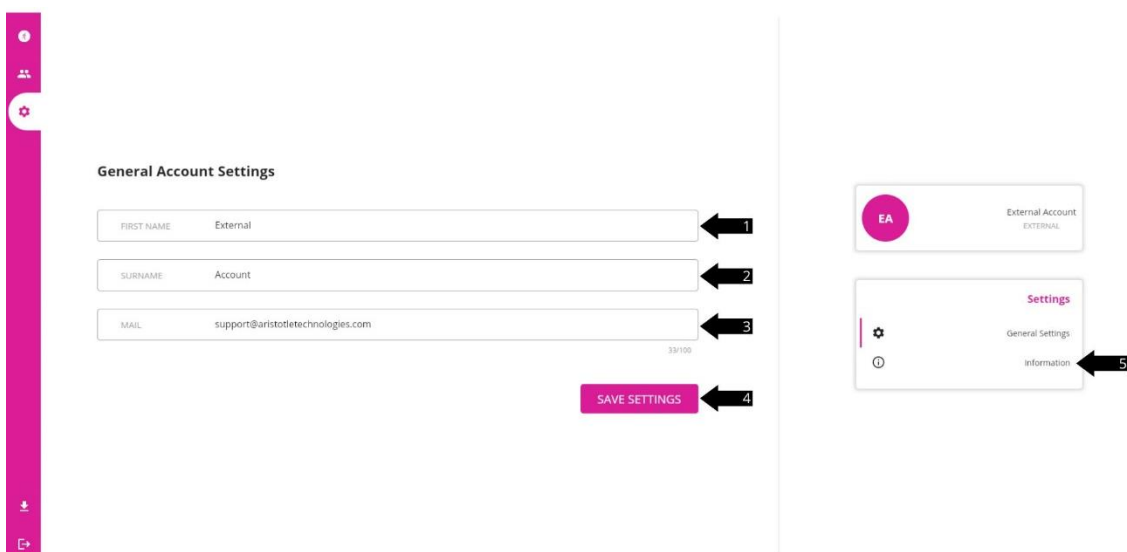 General Account Settings
FIRST NAME External
1
SURNAME Account
2
MAIL support@aristotletechnologies.com
3
33/100
SAVE SETTINGS
4
EA
External Account
EXTERNAL
Settings
General Settings
Information
5